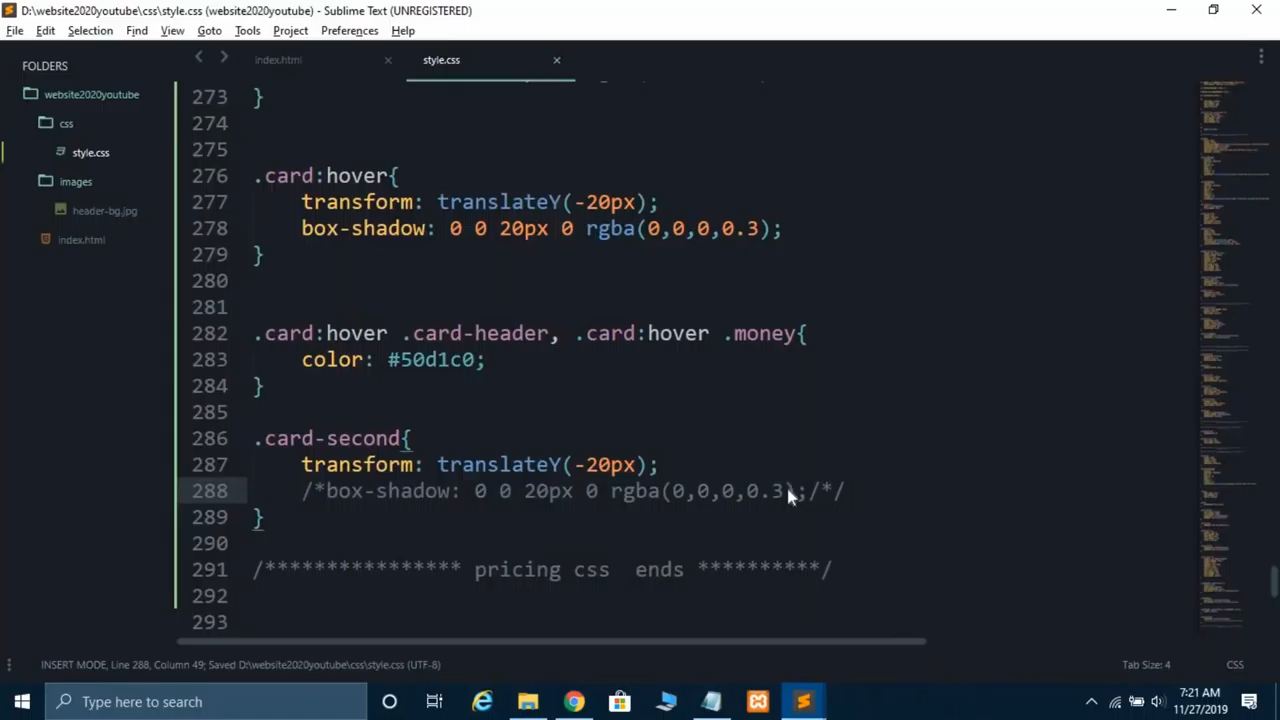 D:\website2020youtube\css\style.css (website2020youtube) - Sublime Text (UNREGISTERED)
File Edit Selection Find View Goto Tools Project Preferences Help
FOLDERS
website2020youtube
css
style.css
images
header-bg.jpg
index.html
index.html style.css
273 }
274
275
276 .card:hover{
277 transform: translateY(-20px);
278 box-shadow: 0 0 20px 0 rgba(0,0,0,0.3);
279 }
280
281
282 .card:hover .card-header, .card:hover .money{
283 color: #50d1c0;
284 }
285
286 .card-second{
287 transform: translateY(-20px);
288 /*box-shadow: 0 0 20px 0 rgba(0,0,0,0.3);/*/
289 }
290
291 /*************** pricing css ends **********/
292
293
INSERT MODE, Line 288, Column 49; Saved D:\website2020youtube\css\style.css (UTF-8) Tab Size: 4 CSS
Type here to search
7:21 AM
11/27/2019